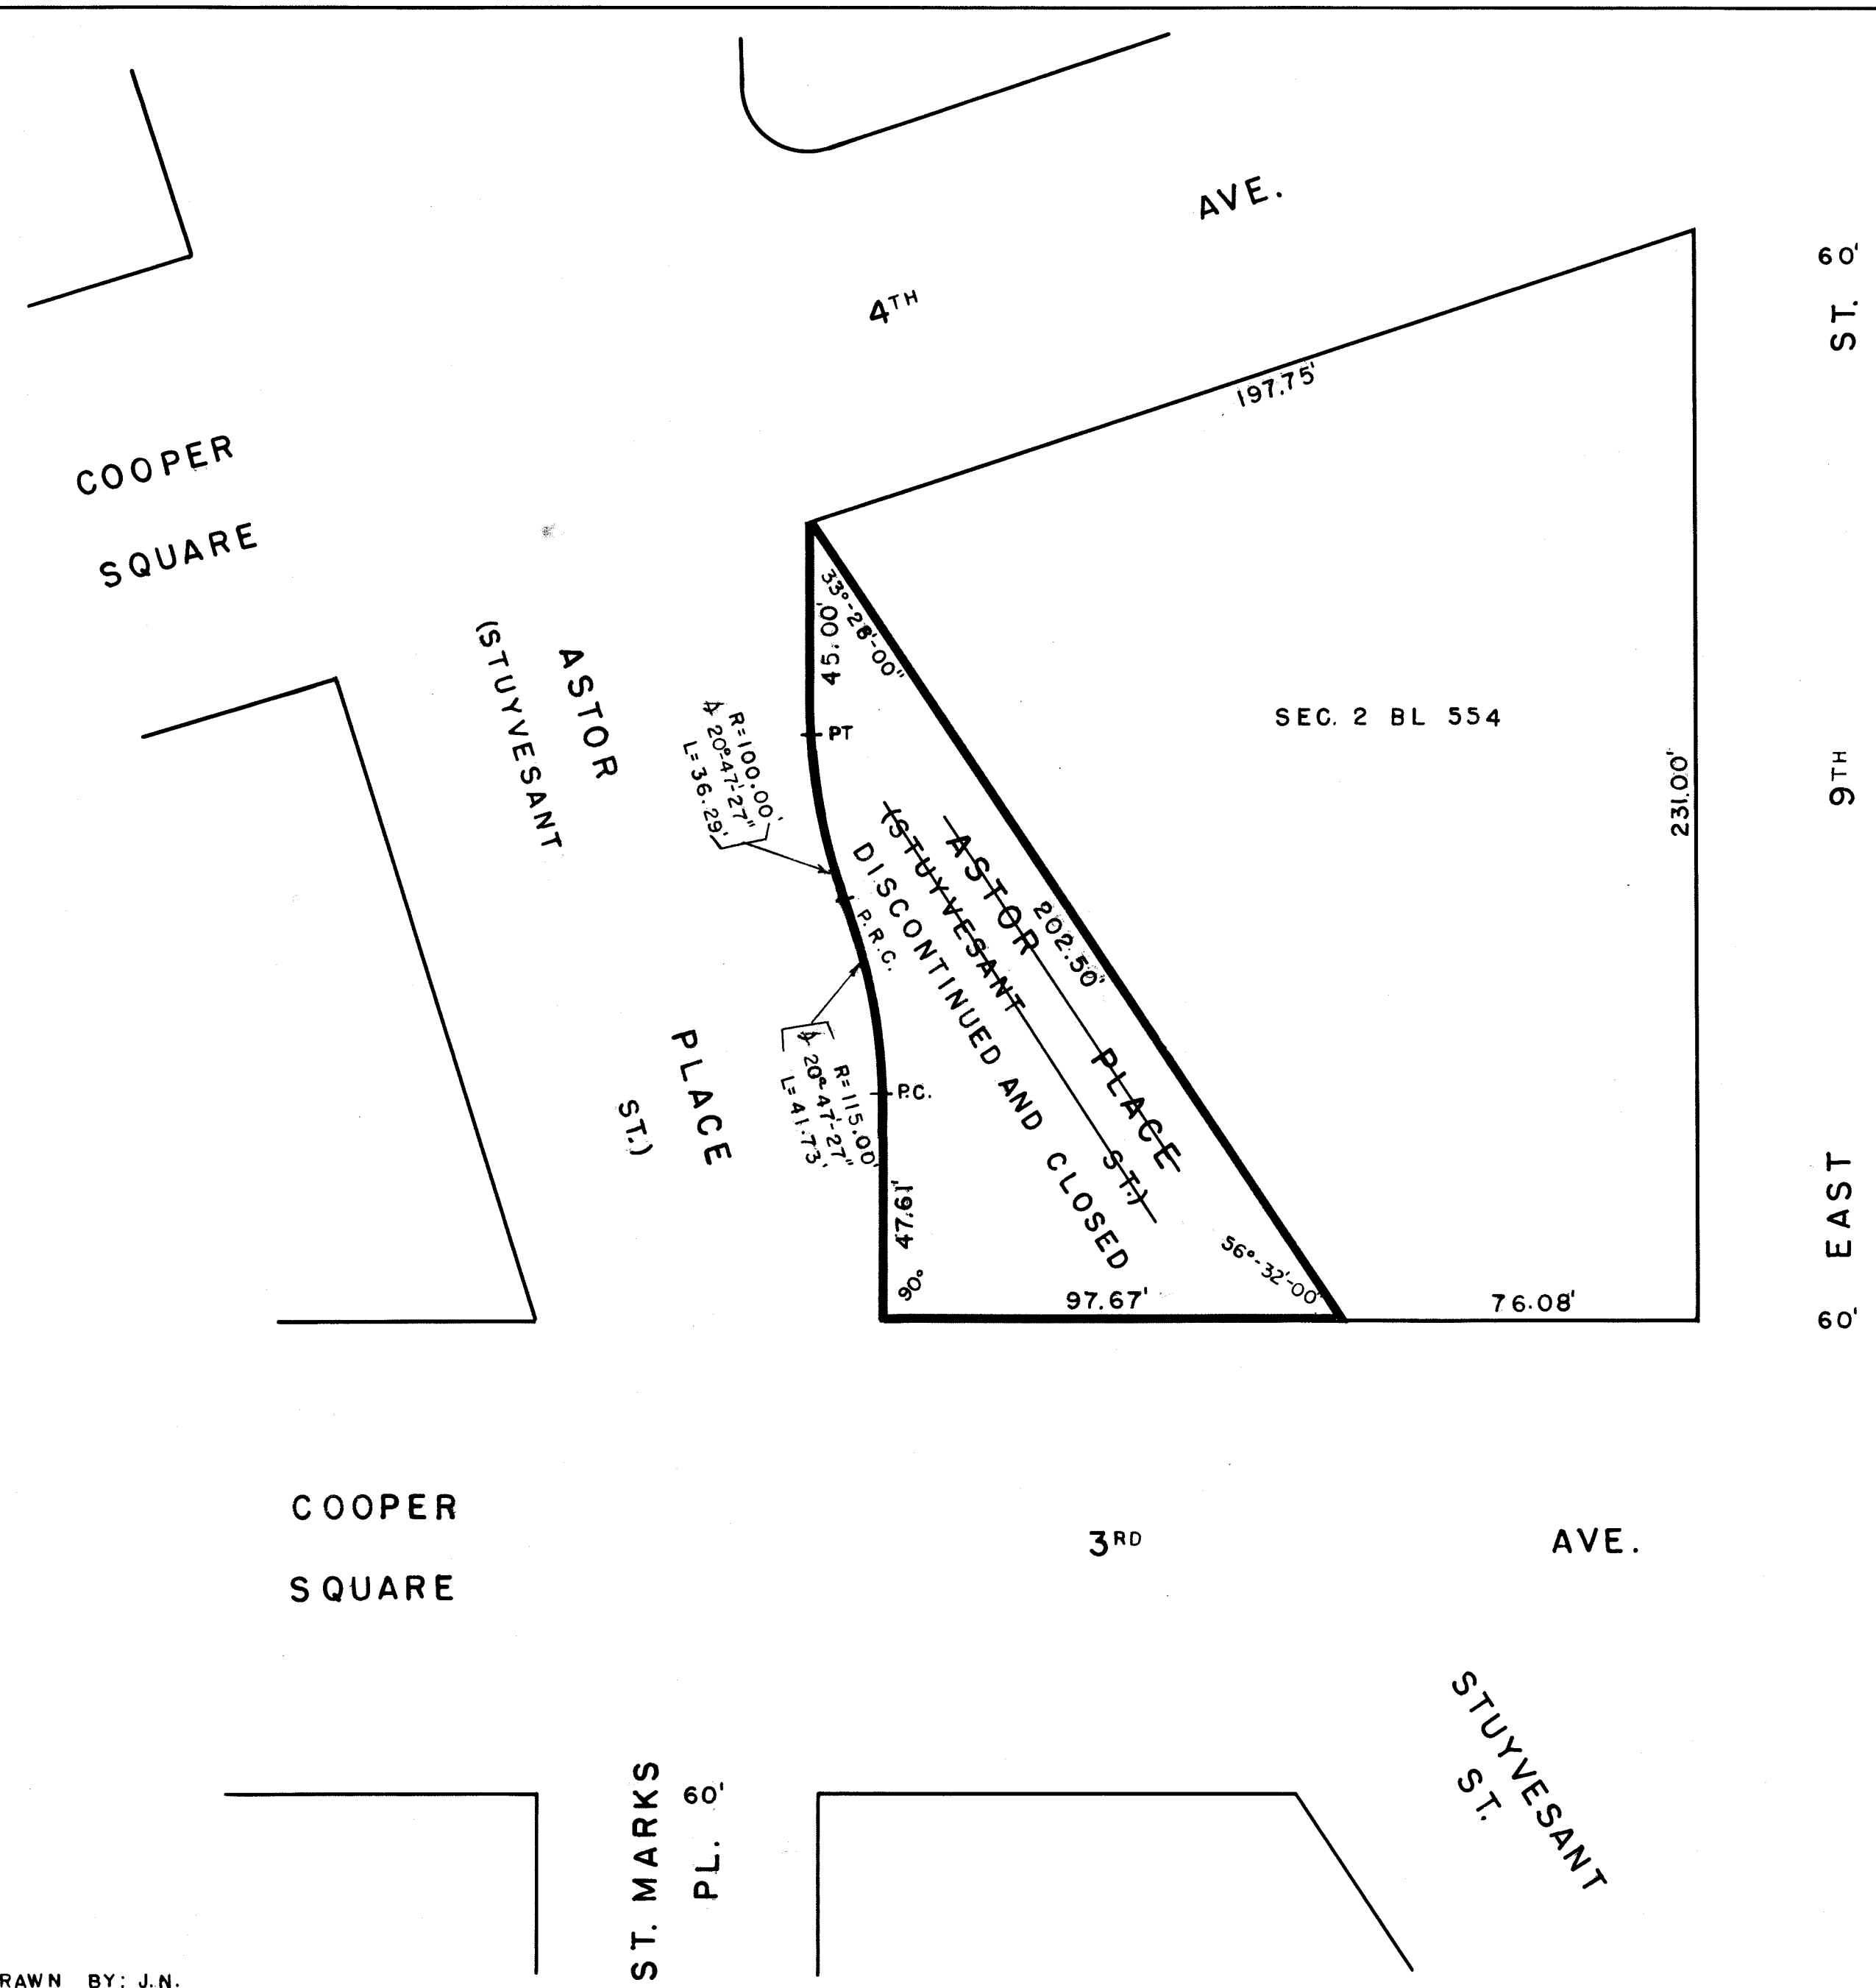 AVE.
60'
ST.
4TH
197.75'
COOPER
SQUARE
33°-28'-00"
45.00'
(STUYVESANT
ASTOR
PT
SEC. 2 BL 554
R=100.00'
∡ 20°-47'-27"
L=36.29'
231.00'
9TH
ASTOR PLACE
(STUYVESANT ST.)
DISCONTINUED AND CLOSED
202.50'
P.R.C.
PLACE
ST.)
R=115.00'
∡ 20°-47'-27"
L=41.73'
P.C.
47.61'
90°
56°-32'-00"
97.67'
76.08'
EAST
60'
COOPER
SQUARE
3RD AVE.
STUYVESANT
ST.
ST. MARKS
PL.
60'
RAWN BY: J.N.